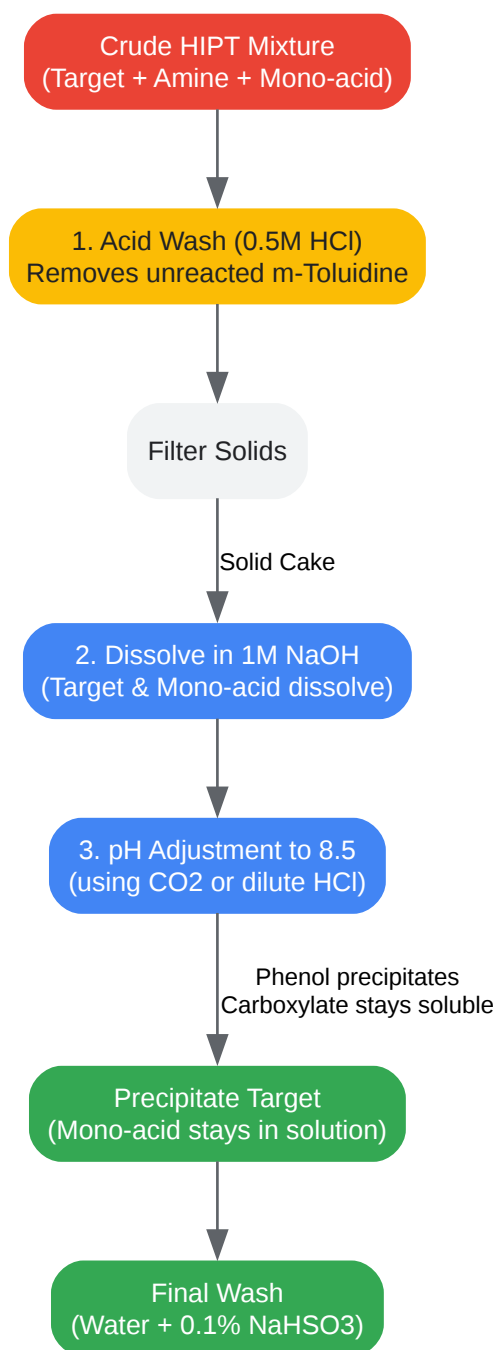 Crude HIPT Mixture
(Target + Amine + Mono-acid)
1. Acid Wash (0.5M HCl)
Removes unreacted m-Toluidine
Filter Solids
Solid Cake
2. Dissolve in 1M NaOH
(Target & Mono-acid dissolve)
3. pH Adjustment to 8.5
(using CO2 or dilute HCl)
Phenol precipitates
Carboxylate stays soluble
Precipitate Target
(Mono-acid stays in solution)
Final Wash
(Water + 0.1% NaHSO3)